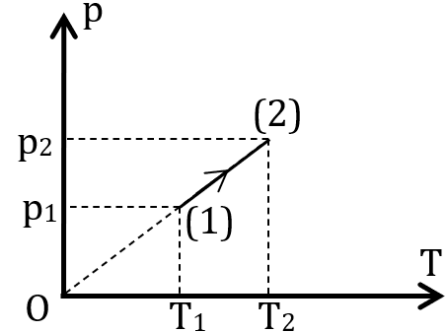 p
(2)
p₂
p₁
(1)
T
O
T₁
T₂